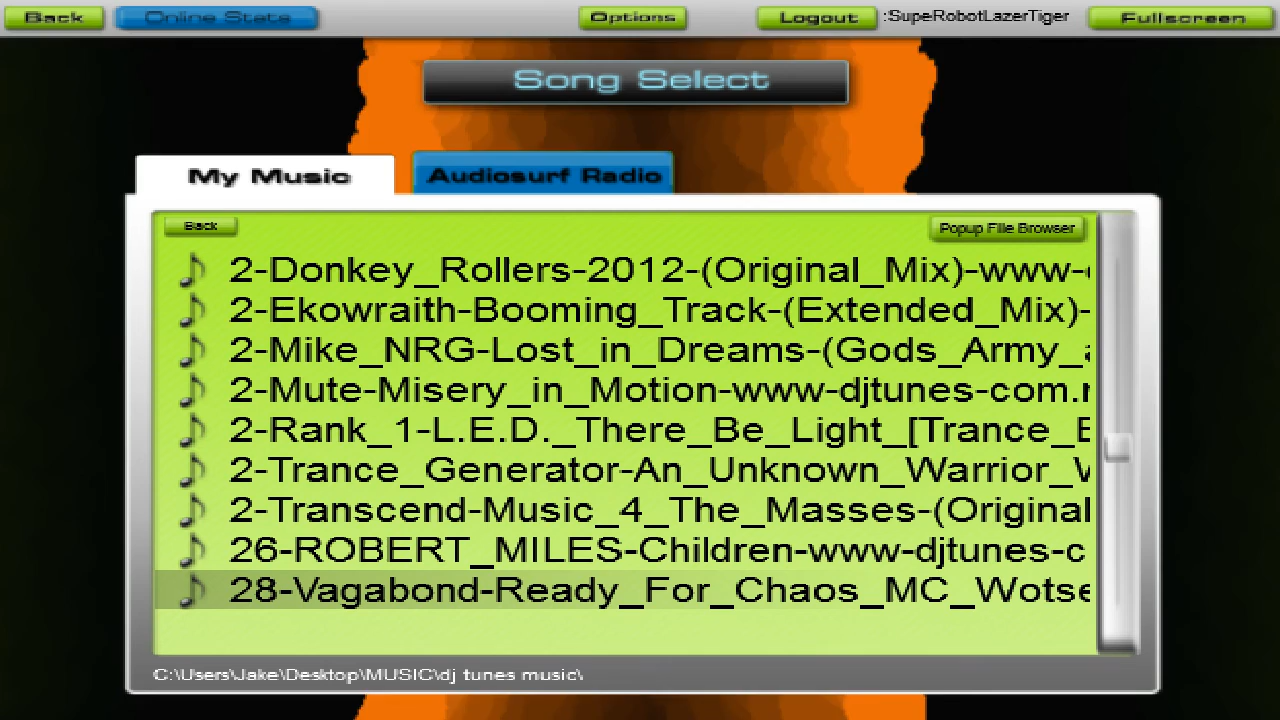 Back Online Stats Options Logout :SupeRobotLazerTiger Fullscreen
Song Select
My Music Audiosurf Radio
Back Popup File Browser
2-Donkey_Rollers-2012-(Original_Mix)-www-
2-Ekowraith-Booming_Track-(Extended_Mix)-
2-Mike_NRG-Lost_in_Dreams-(Gods_Army_
2-Mute-Misery_in_Motion-www-djtunes-com.
2-Rank_1-L.E.D._There_Be_Light_[Trance_
2-Trance_Generator-An_Unknown_Warrior_
2-Transcend-Music_4_The_Masses-(Original
26-ROBERT_MILES-Children-www-djtunes-c
28-Vagabond-Ready_For_Chaos_MC_Wotse
C:\Users\Jake\Desktop\MUSIC\dj tunes music\